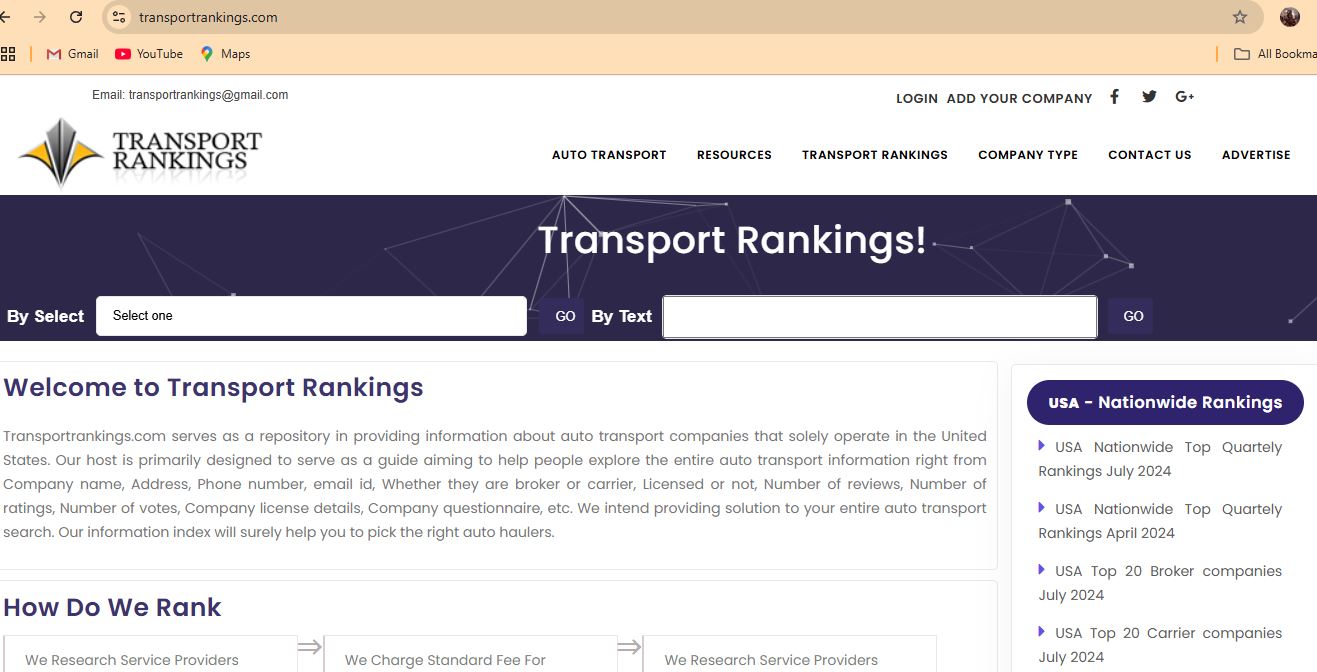 transportrankings.com
Gmail YouTube Maps All Bookma
Email: transportrankings@gmail.com
LOGIN ADD YOUR COMPANY G+
TRANSPORT
RANKINGS
AUTO TRANSPORT RESOURCES TRANSPORT RANKINGS COMPANY TYPE CONTACT US ADVERTISE
Transport Rankings!
By Select Select one GO By Text GO
Welcome to Transport Rankings
Transportrankings.com serves as a repository in providing information about auto transport companies that solely operate in the United
States. Our host is primarily designed to serve as a guide aiming to help people explore the entire auto transport information right from
Company name, Address, Phone number, email id, Whether they are broker or carrier, Licensed or not, Number of reviews, Number of
ratings, Number of votes, Company license details, Company questionnaire, etc. We intend providing solution to your entire auto transport
search. Our information index will surely help you to pick the right auto haulers.
How Do We Rank
We Research Service Providers
We Charge Standard Fee For
We Research Service Providers
USA - Nationwide Rankings
USA Nationwide Top Quartely
Rankings July 2024
USA Nationwide Top Quartely
Rankings April 2024
USA Top 20 Broker companies
July 2024
USA Top 20 Carrier companies
July 2024